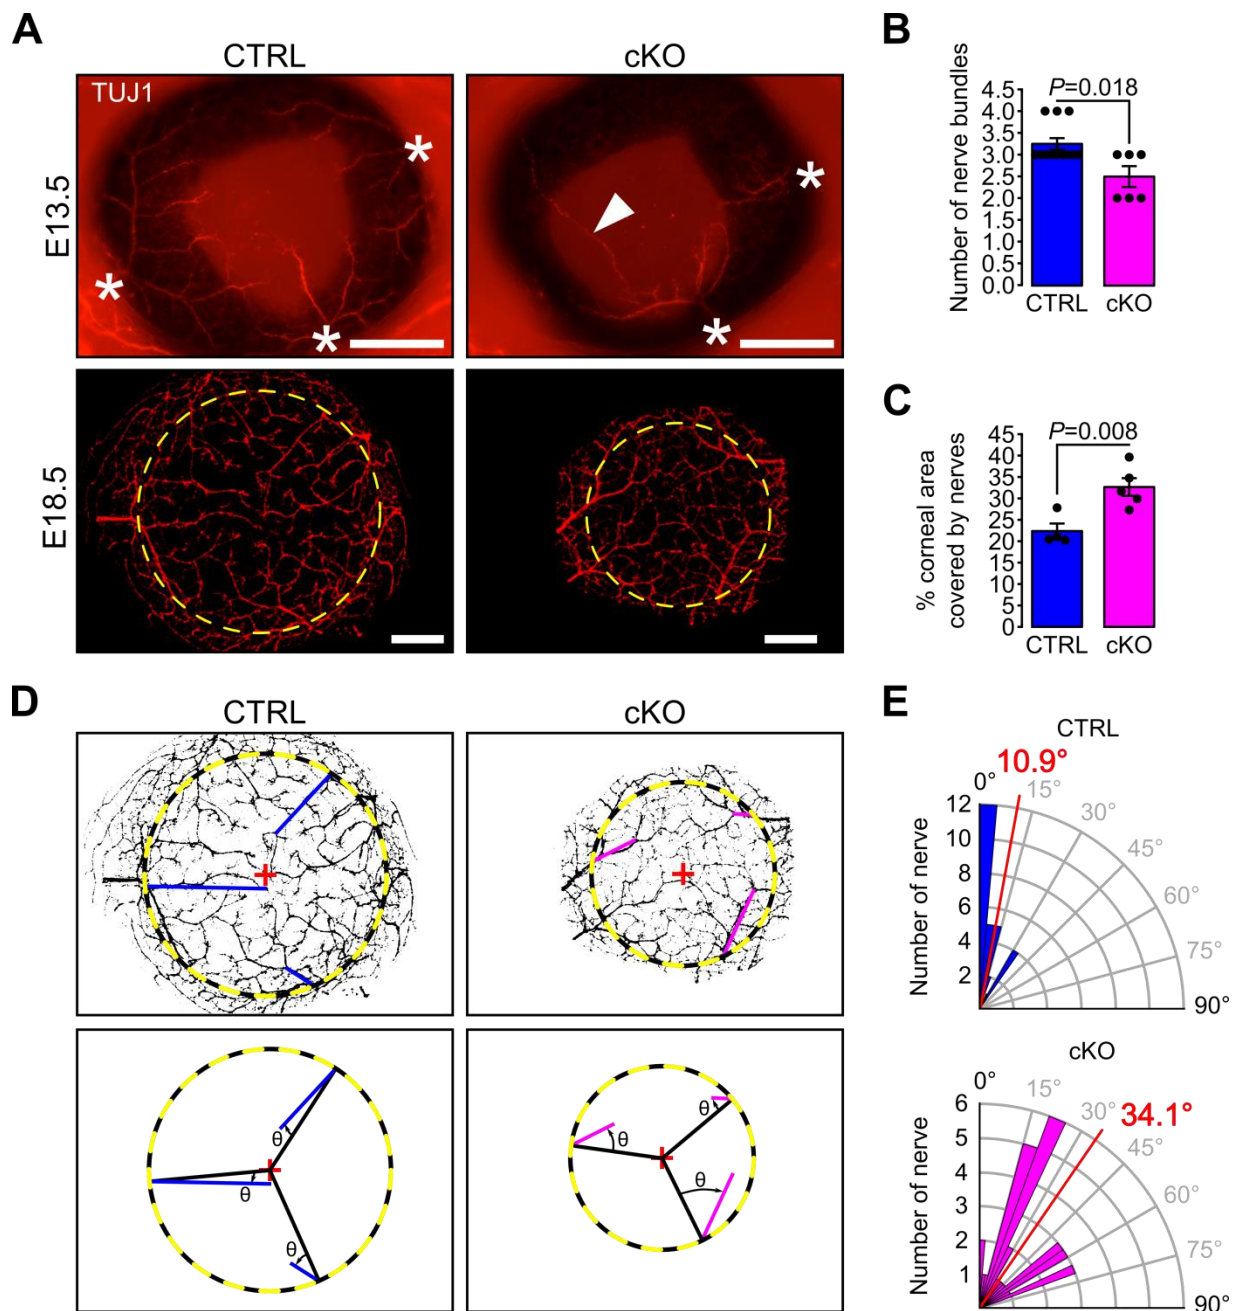 A
CTRL
cKO
TUJ1
E13.5
*
*
*
*
*
E18.5
B
Number of nerve bundles
P=0.018
4.5
4.0
3.5
3.0
2.5
2.0
1.5
1.0
0.5
0.0
CTRL
cKO
C
% corneal area
covered by nerves
P=0.008
45
40
35
30
25
20
15
10
5
0
CTRL
cKO
D
CTRL
cKO
θ
θ
θ
θ
θ
θ
E
CTRL
10.9°
0°
15°
30°
45°
60°
75°
90°
Number of nerve
12
10
8
6
4
2
cKO
34.1°
0°
15°
30°
45°
60°
75°
90°
Number of nerve
6
5
4
3
2
1